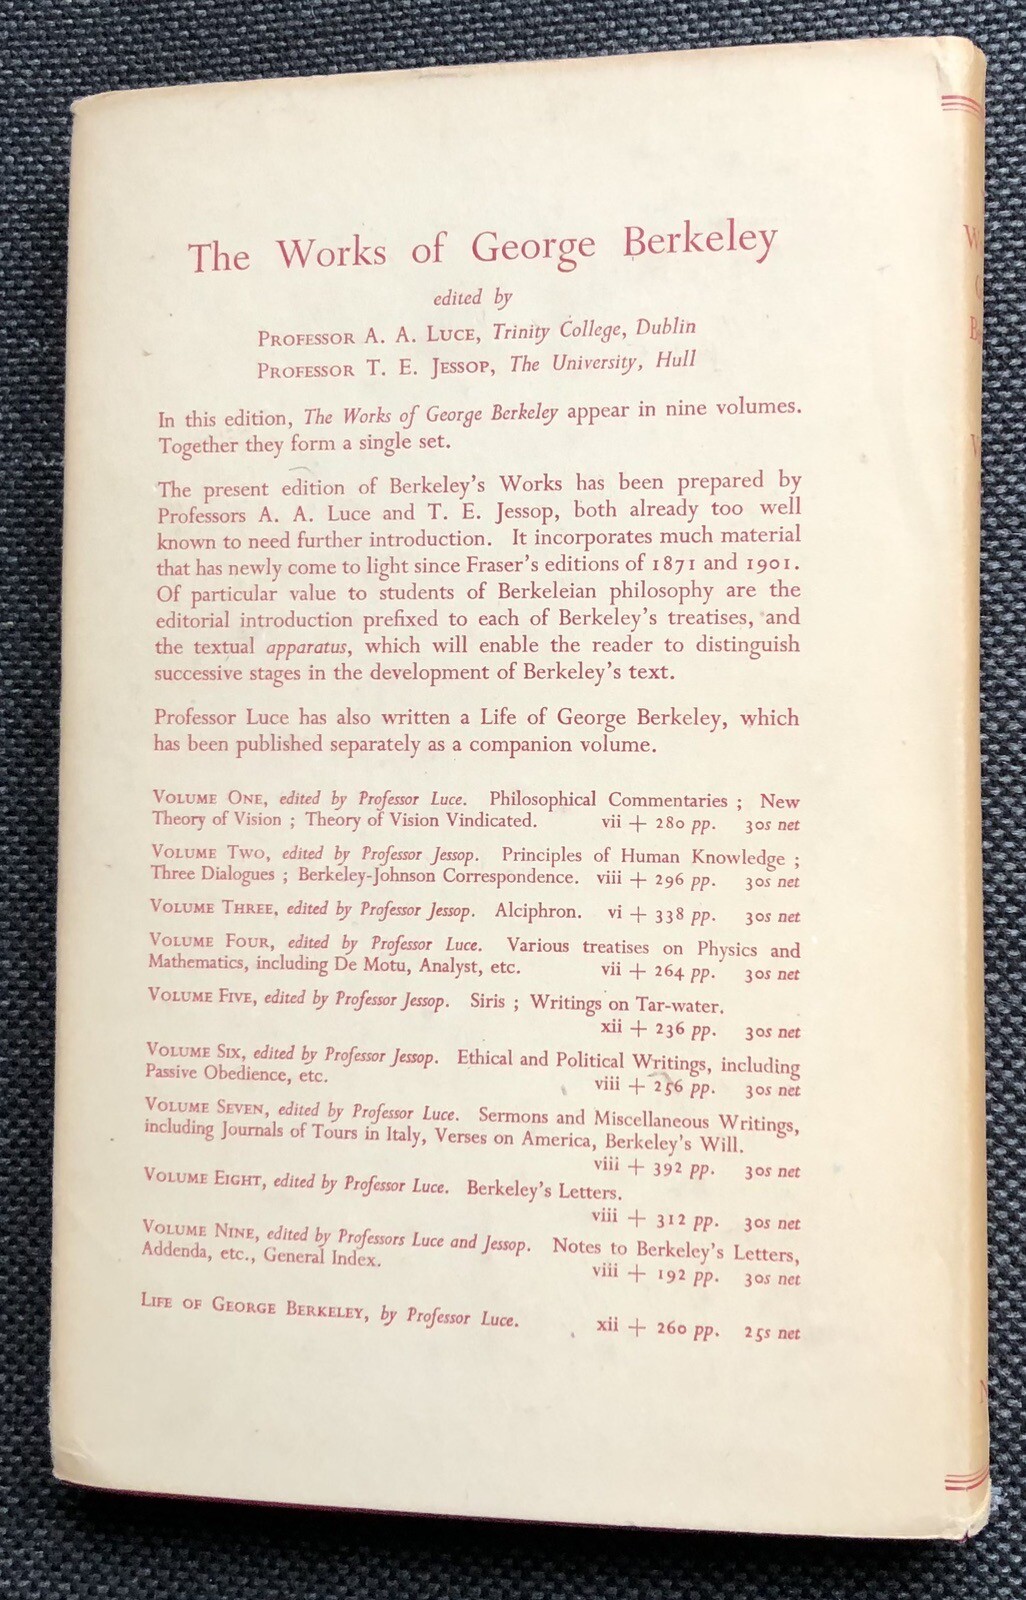 The Works of George Berkeley
edited by
PROFESSOR A. A. LUCE, Trinity College, Dublin
PROFESSOR T. E. JESSOP, The University, Hull
In this edition, The Works of George Berkeley appear in nine volumes.
Together they form a single set.
The present edition of Berkeley's Works has been prepared by
Professors A. A. Luce and T. E. Jessop, both already too well
known to need further introduction. It incorporates much material
that has newly come to light since Fraser's editions of 1871 and 1901.
Of particular value to students of Berkeleian philosophy are the
editorial introduction prefixed to each of Berkeley's treatises, and
the textual apparatus, which will enable the reader to distinguish
successive stages in the development of Berkeley's text.
Professor Luce has also written a Life of George Berkeley, which
has been published separately as a companion volume.
VOLUME ONE, edited by Professor Luce. Philosophical Commentaries ; New
Theory of Vision ; Theory of Vision Vindicated. vii + 280 pp. 30s net
VOLUME TWO, edited by Professor Jessop. Principles of Human Knowledge ;
Three Dialogues ; Berkeley-Johnson Correspondence. viii + 296 pp. 30s net
VOLUME THREE, edited by Professor Jessop. Alciphron. vi + 338 pp. 30s net
VOLUME FOUR, edited by Professor Luce. Various treatises on Physics and
Mathematics, including De Motu, Analyst, etc. vii + 264 pp. 30s net
VOLUME FIVE, edited by Professor Jessop. Siris ; Writings on Tar-water.
xii + 236 pp. 30s net
VOLUME SIX, edited by Professor Jessop. Ethical and Political Writings, including
Passive Obedience, etc. viii + 256 pp. 30s net
VOLUME SEVEN, edited by Professor Luce. Sermons and Miscellaneous Writings,
including Journals of Tours in Italy, Verses on America, Berkeley's Will.
viii + 392 pp. 30s net
VOLUME EIGHT, edited by Professor Luce. Berkeley's Letters.
viii + 312 pp. 30s net
VOLUME NINE, edited by Professors Luce and Jessop. Notes to Berkeley's Letters,
Addenda, etc., General Index. viii + 192 pp. 30s net
LIFE OF GEORGE BERKELEY, by Professor Luce. xii + 260 pp. 25s net